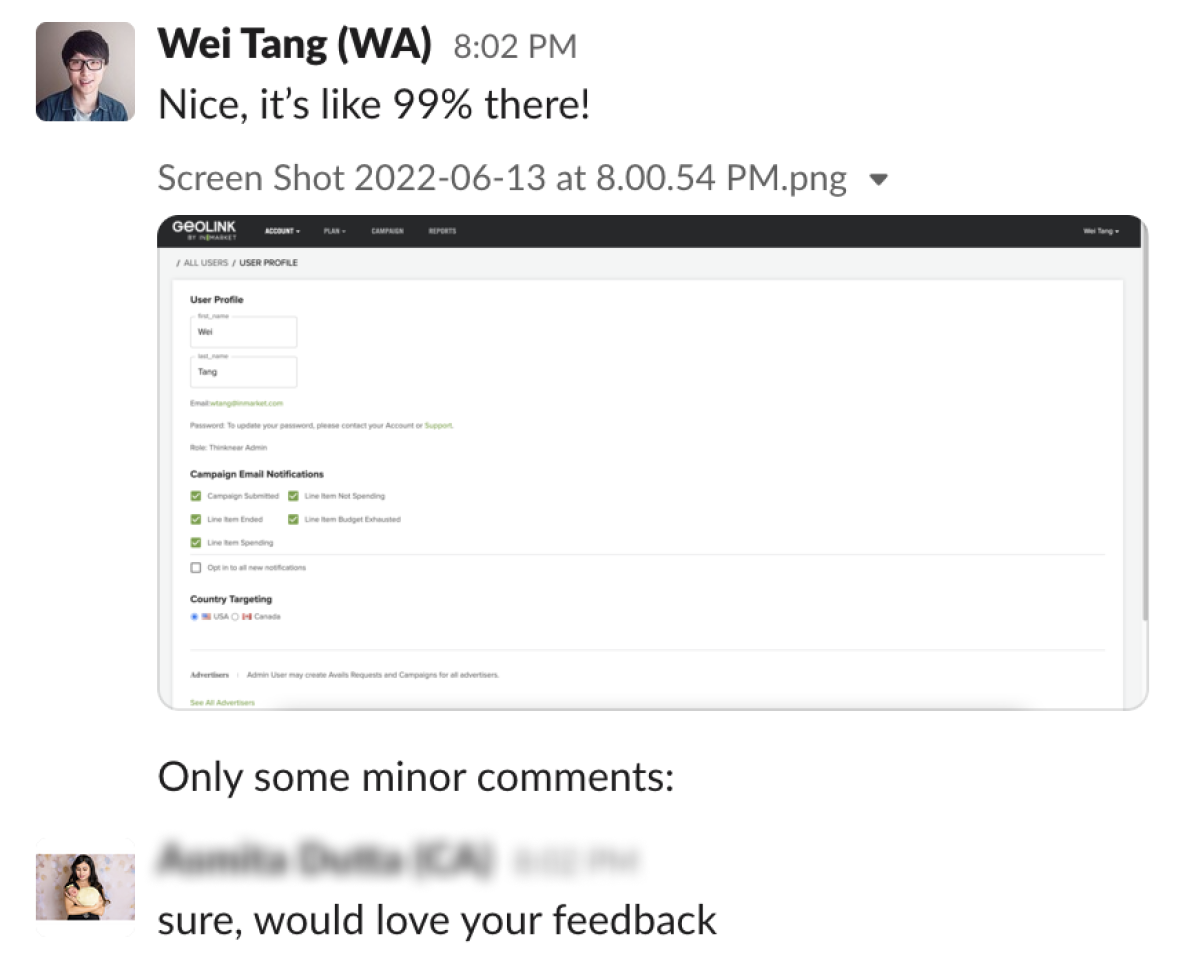 Wei Tang (WA) 8:02 PM
Nice, it's like 99% there!
Screen Shot 2022-06-13 at 8.00.54 PM.png
GEOLINK
BY INMARKET
ACCOUNT PLAN CAMPAIGN REPORTS Wei Tang
/ ALL USERS / USER PROFILE
User Profile
first_name
Wei
last_name
Tang
Email:wtang@inmarket.com
Password: To update your password, please contact your Account or Support.
Role: Thinknear Admin
Campaign Email Notifications
Campaign Submitted Line Item Not Spending
Line Item Ended Line Item Budget Exhausted
Line Item Spending
Opt in to all new notifications
Country Targeting
USA Canada
Advertisers | Admin User may create Avails Requests and Campaigns for all advertisers.
See All Advertisers
Only some minor comments:
sure, would love your feedback